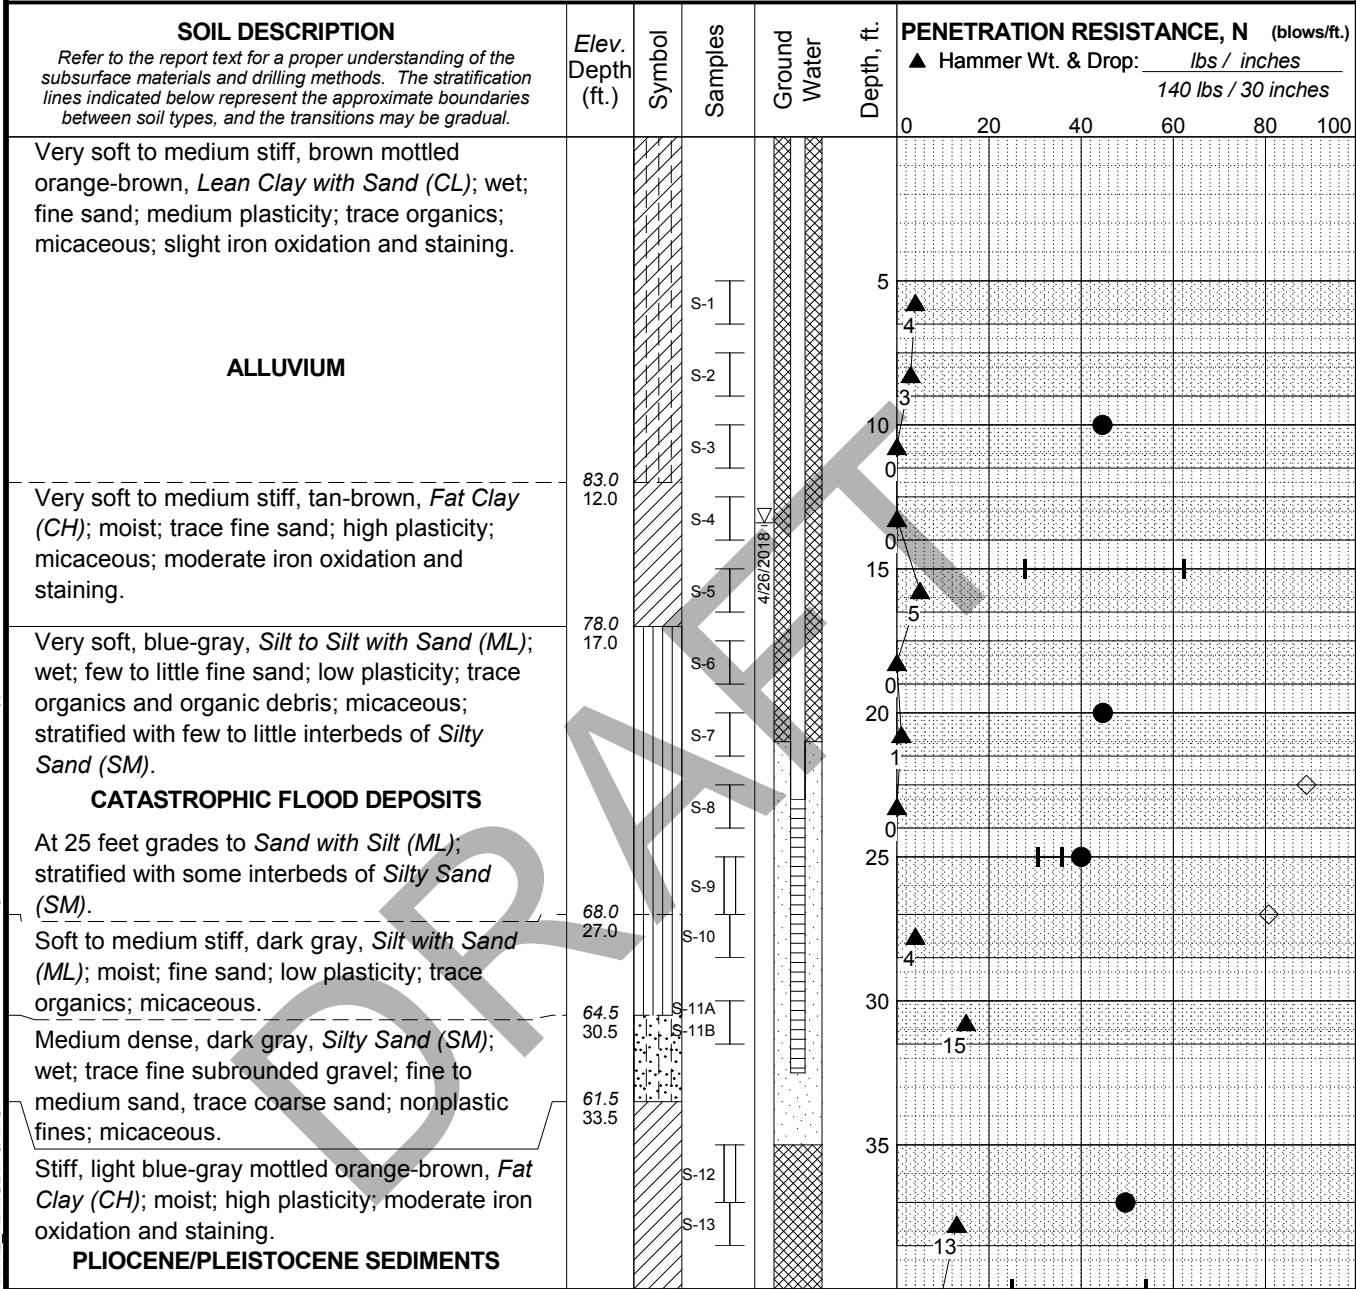 SOIL DESCRIPTION
Refer to the report text for a proper understanding of the
subsurface materials and drilling methods. The stratification
lines indicated below represent the approximate boundaries
between soil types, and the transitions may be gradual.
Elev.
Depth
(ft.)
Symbol
Samples
Ground
Water
Depth, ft.
PENETRATION RESISTANCE, N (blows/ft.)
▲ Hammer Wt. & Drop: lbs / inches
140 lbs / 30 inches
0 20 40 60 80 100
Very soft to medium stiff, brown mottled
orange-brown, Lean Clay with Sand (CL); wet;
fine sand; medium plasticity; trace organics;
micaceous; slight iron oxidation and staining.
ALLUVIUM
83.0
12.0
Very soft to medium stiff, tan-brown, Fat Clay
(CH); moist; trace fine sand; high plasticity;
micaceous; moderate iron oxidation and
staining.
78.0
17.0
Very soft, blue-gray, Silt to Silt with Sand (ML);
wet; few to little fine sand; low plasticity; trace
organics and organic debris; micaceous;
stratified with few to little interbeds of Silty
Sand (SM).
CATASTROPHIC FLOOD DEPOSITS
At 25 feet grades to Sand with Silt (ML);
stratified with some interbeds of Silty Sand
(SM).
68.0
27.0
Soft to medium stiff, dark gray, Silt with Sand
(ML); moist; fine sand; low plasticity; trace
organics; micaceous.
64.5
30.5
Medium dense, dark gray, Silty Sand (SM);
wet; trace fine subrounded gravel; fine to
medium sand, trace coarse sand; nonplastic
fines; micaceous.
61.5
33.5
Stiff, light blue-gray mottled orange-brown, Fat
Clay (CH); moist; high plasticity; moderate iron
oxidation and staining.
PLIOCENE/PLEISTOCENE SEDIMENTS
S-1
S-2
S-3
S-4
S-5
S-6
S-7
S-8
S-9
S-10
S-11A
S-11B
S-12
S-13
4/26/2018
5
10
15
20
25
30
35
4
3
0
0
5
0
1
0
4
15
13
DRAFT